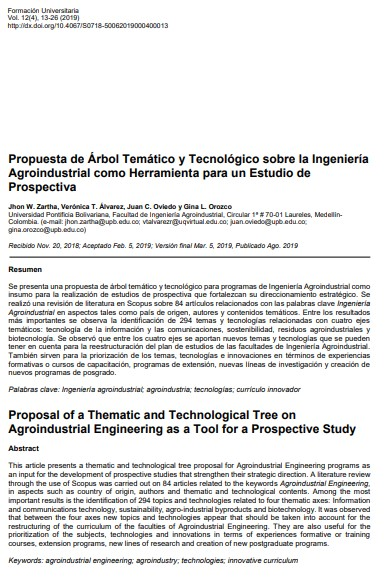 Formación Universitaria
Vol. 12(4), 13-26 (2019)
http://dx.doi.org/10.4067/S0718-50062019000400013
Propuesta de Árbol Temático y Tecnológico sobre la Ingeniería
Agroindustrial como Herramienta para un Estudio de
Prospectiva
Jhon W. Zartha, Verónica T. Álvarez, Juan C. Oviedo y Gina L. Orozco
Universidad Pontificia Bolivariana, Facultad de Ingeniería Agroindustrial, Circular 1ª # 70-01 Laureles, Medellín-
Colombia. (e-mail: jhon.zartha@upb.edu.co; vtalvarezr@uqvirtual.edu.co; juan.oviedo@upb.edu.co;
gina.orozco@upb.edu.co)
Recibido Nov. 20, 2018; Aceptado Feb. 5, 2019; Versión final Mar. 5, 2019, Publicado Ago. 2019
Resumen
Se presenta una propuesta de árbol temático y tecnológico para programas de Ingeniería Agroindustrial como
insumo para la realización de estudios de prospectiva que fortalezcan su direccionamiento estratégico. Se
realizó una revisión de literatura en Scopus sobre 84 artículos relacionados con las palabras clave Ingeniería
Agroindustrial en aspectos tales como país de origen, autores y contenidos temáticos. Entre los resultados
más importantes se observa la identificación de 294 temas y tecnologías relacionadas con cuatro ejes
temáticos: tecnología de la información y las comunicaciones, sostenibilidad, residuos agroindustriales y
biotecnología. Se observó que entre los cuatro ejes se aportan nuevos temas y tecnologías que se pueden
tener en cuenta para la reestructuración del plan de estudios de las facultades de Ingeniería Agroindustrial.
También sirven para la priorización de los temas, tecnologías e innovaciones en términos de experiencias
formativas o cursos de capacitación, programas de extensión, nuevas líneas de investigación y creación de
nuevos programas de posgrado.
Palabras clave: Ingeniería agroindustrial; agroindustria; tecnologías; currículo innovador
Proposal of a Thematic and Technological Tree on
Agroindustrial Engineering as a Tool for a Prospective Study
Abstract
This article presents a thematic and technological tree proposal for Agroindustrial Engineering programs as
an input for the development of prospective studies that strengthen their strategic direction. A literature review
through the use of Scopus was carried out on 84 articles related to the keywords Agroindustrial Engineering,
in aspects such as country of origin, authors and thematic and technological contents. Among the most
important results is the identification of 294 topics and technologies related to four thematic axes: Information
and communications technology, sustainability, agro-industrial byproducts and biotechnology. It was observed
that between the four axes new topics and technologies appear that should be taken into account for the
restructuring of the curriculum of the faculties of Agroindustrial Engineering. They are also useful for the
prioritization of the subjects, technologies and innovations in terms of experiences formative or training
courses, extension programs, new lines of research and creation of new postgraduate programs.
Keywords: agroindustrial engineering; agroindustry; technologies; innovative curriculum